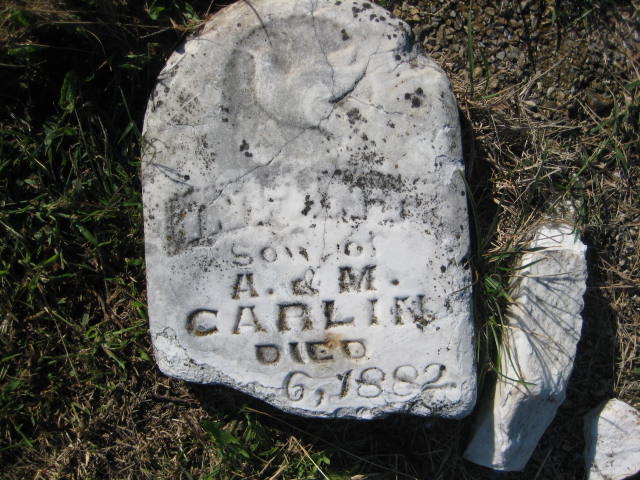 SON OF
A. & M.
CARLIN
DIED
6, 1882